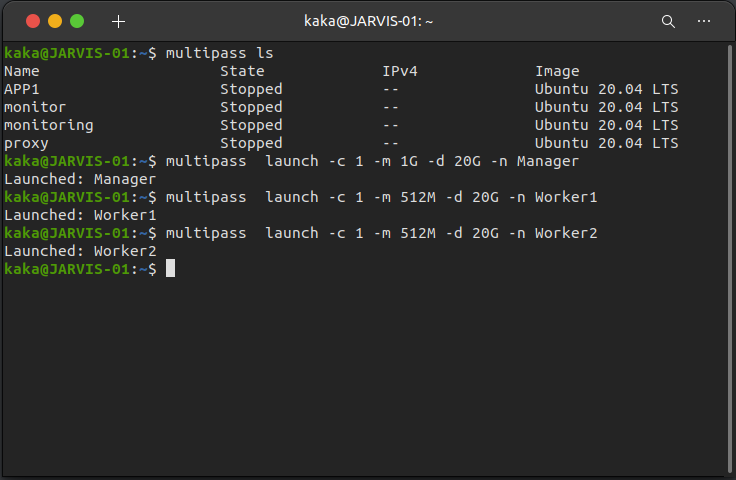 kaka@JARVIS-01: ~
kaka@JARVIS-01:~$ multipass ls
Name                    State             IPv4             Image
APP1                    Stopped           --               Ubuntu 20.04 LTS
monitor                 Stopped           --               Ubuntu 20.04 LTS
monitoring              Stopped           --               Ubuntu 20.04 LTS
proxy                   Stopped           --               Ubuntu 20.04 LTS
kaka@JARVIS-01:~$ multipass  launch -c 1 -m 1G -d 20G -n Manager
Launched: Manager
kaka@JARVIS-01:~$ multipass  launch -c 1 -m 512M -d 20G -n Worker1
Launched: Worker1
kaka@JARVIS-01:~$ multipass  launch -c 1 -m 512M -d 20G -n Worker2
Launched: Worker2
kaka@JARVIS-01:~$